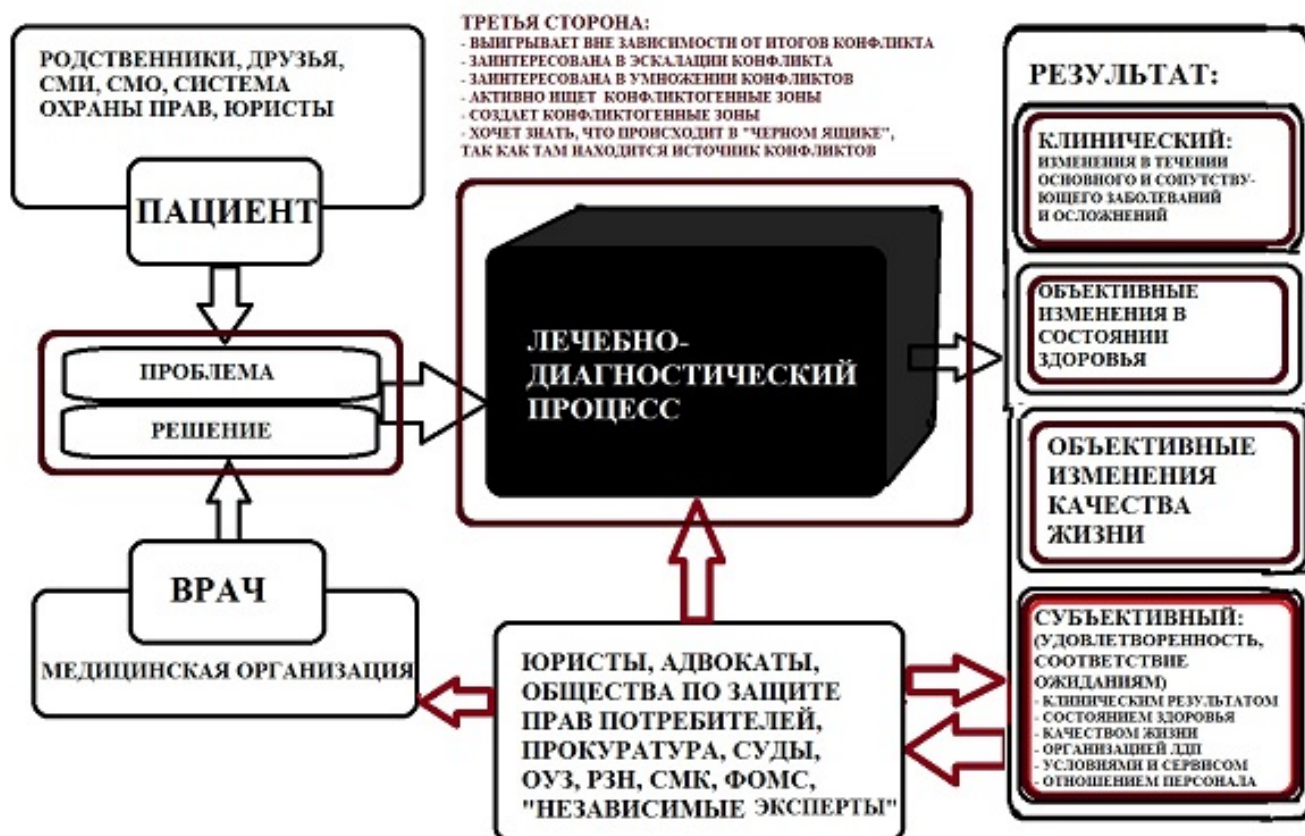 РОДСТВЕННИКИ, ДРУЗЬЯ,
СМИ, СМО, СИСТЕМА
ОХРАНЫ ПРАВ, ЮРИСТЫ
ПАЦИЕНТ
ПРОБЛЕМА
РЕШЕНИЕ
ВРАЧ
МЕДИЦИНСКАЯ ОРГАНИЗАЦИЯ
ТРЕТЬЯ СТОРОНА:
- ВЫИГРЫВАЕТ ВНЕ ЗАВИСИМОСТИ ОТ ИТОГОВ КОНФЛИКТА
- ЗАИНТЕРЕСОВАНА В ЭСКАЛАЦИИ КОНФЛИКТА
- ЗАИНТЕРЕСОВАНА В УМНОЖЕНИИ КОНФЛИКТОВ
- АКТИВНО ИЩЕТ КОНФЛИКТОГЕННЫЕ ЗОНЫ
- СОЗДАЕТ КОНФЛИКТОГЕННЫЕ ЗОНЫ
- ХОЧЕТ ЗНАТЬ, ЧТО ПРОИСХОДИТ В "ЧЕРНОМ ЯЩИКЕ",
ТАК КАК ТАМ НАХОДИТСЯ ИСТОЧНИК КОНФЛИКТОВ
ЛЕЧЕБНО-
ДИАГНОСТИЧЕСКИЙ
ПРОЦЕСС
ЮРИСТЫ, АДВОКАТЫ,
ОБЩЕСТВА ПО ЗАЩИТЕ
ПРАВ ПОТРЕБИТЕЛЕЙ,
ПРОКУРАТУРА, СУДЫ,
ОУЗ, РЗН, СМК, ФОМС,
"НЕЗАВИСИМЫЕ ЭКСПЕРТЫ"
РЕЗУЛЬТАТ:
КЛИНИЧЕСКИЙ:
ИЗМЕНЕНИЯ В ТЕЧЕНИИ
ОСНОВНОГО И СОПУТСТВУ-
ЮЩЕГО ЗАБОЛЕВАНИЙ
И ОСЛОЖНЕНИЙ
ОБЪЕКТИВНЫЕ
ИЗМЕНЕНИЯ В
СОСТОЯНИИ
ЗДОРОВЬЯ
ОБЪЕКТИВНЫЕ
ИЗМЕНЕНИЯ
КАЧЕСТВА
ЖИЗНИ
СУБЪЕКТИВНЫЙ:
(УДОВЛЕТВОРЕННОСТЬ,
СООТВЕТСТВИЕ
ОЖИДАНИЯМ)
- КЛИНИЧЕСКИМ РЕЗУЛЬТАТОМ
- СОСТОЯНИЕМ ЗДОРОВЬЯ
- КАЧЕСТВОМ ЖИЗНИ
- ОРГАНИЗАЦИЕЙ ЛДП
- УСЛОВИЯМИ И СЕРВИСОМ
- ОТНОШЕНИЕМ ПЕРСОНАЛА